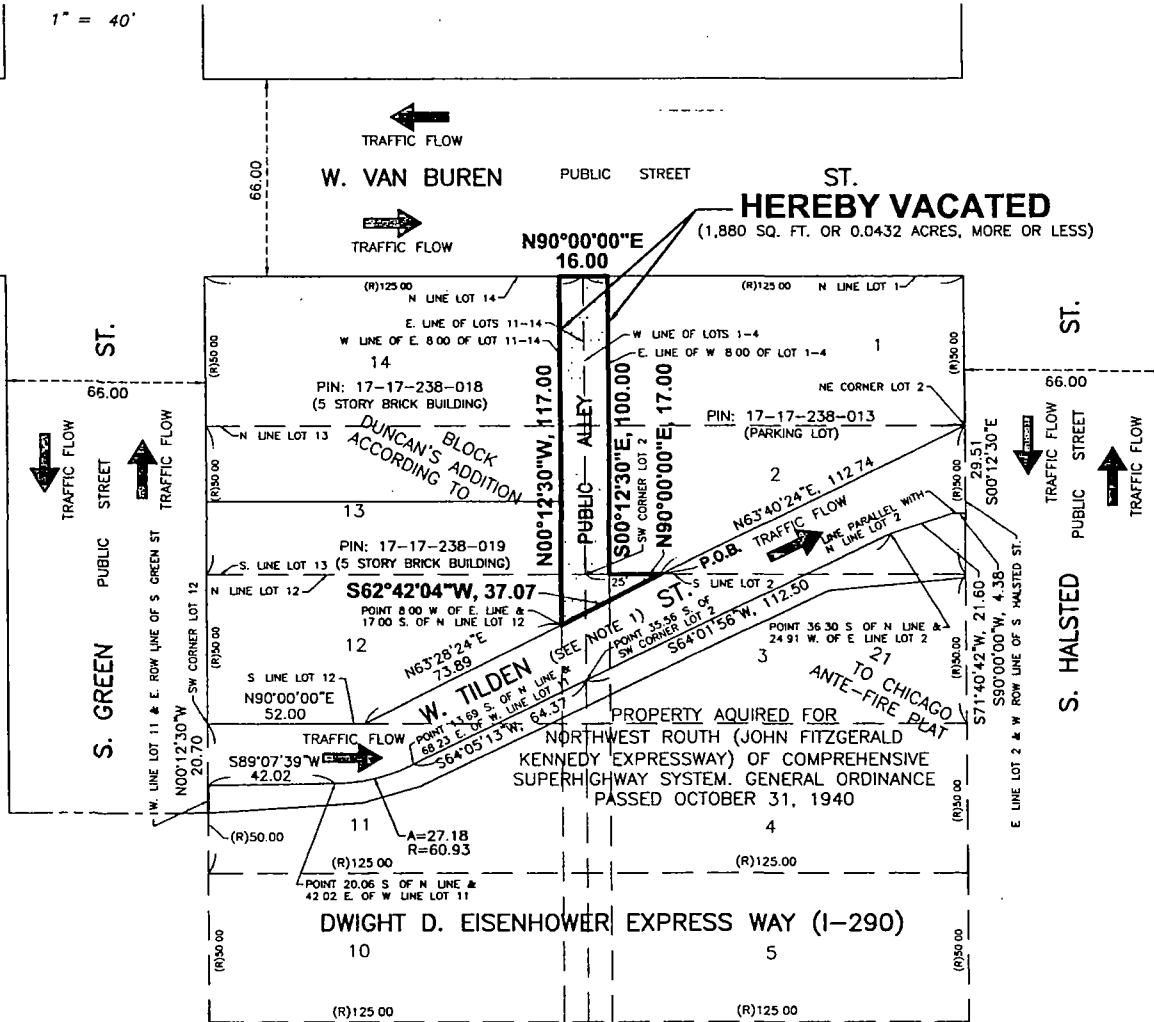 1" = 40'
TRAFFIC FLOW
66.00
W. VAN BUREN PUBLIC STREET ST.
TRAFFIC FLOW
HEREBY VACATED
(1,880 SQ. FT. OR 0.0432 ACRES, MORE OR LESS)
N90°00'00"E
16.00
(R)125 00
N LINE LOT 14
(R)125 00
N LINE LOT 1
E. LINE OF LOTS 11-14
W LINE OF E. 8 00 OF LOT 11-14
W LINE OF LOTS 1-4
E. LINE OF W 8 00 OF LOT 1-4
14
1
(R)50 00
(R)50 00
PIN: 17-17-238-018
(5 STORY BRICK BUILDING)
NE CORNER LOT 2
PIN: 17-17-238-013
(PARKING LOT)
N LINE LOT 13
BLOCK
DUNCAN'S ADDITION
ACCORDING TO
N00°12'30"W, 117.00
PUBLIC ALLEY
S00°12'30"E, 100.00
SW CORNER LOT 2
N90°00'00"E, 17.00
2
N63°40'24"E, 112.74
P.O.B.
TRAFFIC FLOW
LINE PARALLEL WITH
N LINE LOT 2
(R)50 00
13
(R)50 00
PIN: 17-17-238-019
(5 STORY BRICK BUILDING)
S. LINE LOT 13
N LINE LOT 12
S62°42'04"W, 37.07
25'
S LINE LOT 2
POINT 8 00 W OF E. LINE &
17 00 S. OF N LINE LOT 12
12
N63°28'24"E
73.89
W. TILDEN (SEE NOTE 1) ST.
POINT 35.56 S. OF
SW CORNER LOT 2
S64°01'56"W, 112.50
POINT 36 30 S OF N LINE &
24 91 W. OF E LINE LOT 2
3
21
TO CHICAGO
ANTE-FIRE PLAT
(R)50 00
(R)50 00
SW CORNER LOT 12
S LINE LOT 12
N90°00'00"E
52.00
POINT 13 69 S. OF N LINE &
68 23 E. OF W. LINE LOT 11
S64°05'13"W, 64.37
TRAFFIC FLOW
S89°07'39"W
42.02
N00°12'30"W
20.70
W. LINE LOT 11 & E. ROW LINE OF S GREEN ST
PROPERTY AQUIRED FOR
NORTHWEST ROUTH (JOHN FITZGERALD
KENNEDY EXPRESSWAY) OF COMPREHENSIVE
SUPERHIGHWAY SYSTEM. GENERAL ORDINANCE
PASSED OCTOBER 31, 1940
29.51
S00°12'30"E
S90°00'00"W, 4.38
S71°40'42"W, 21.60
E LINE LOT 2 & W ROW LINE OF S HALSTED ST.
S. GREEN ST.
PUBLIC STREET
66.00
TRAFFIC FLOW
TRAFFIC FLOW
S. HALSTED ST.
PUBLIC STREET
66.00
TRAFFIC FLOW
TRAFFIC FLOW
(R)50.00
11
A=27.18
R=60.93
4
(R)125 00
(R)125.00
POINT 20.06 S OF N LINE &
42 02 E. OF W LINE LOT 11
DWIGHT D. EISENHOWER EXPRESS WAY (I-290)
(R)50 00
10
5
(R)50 00
(R)125 00
(R)125 00